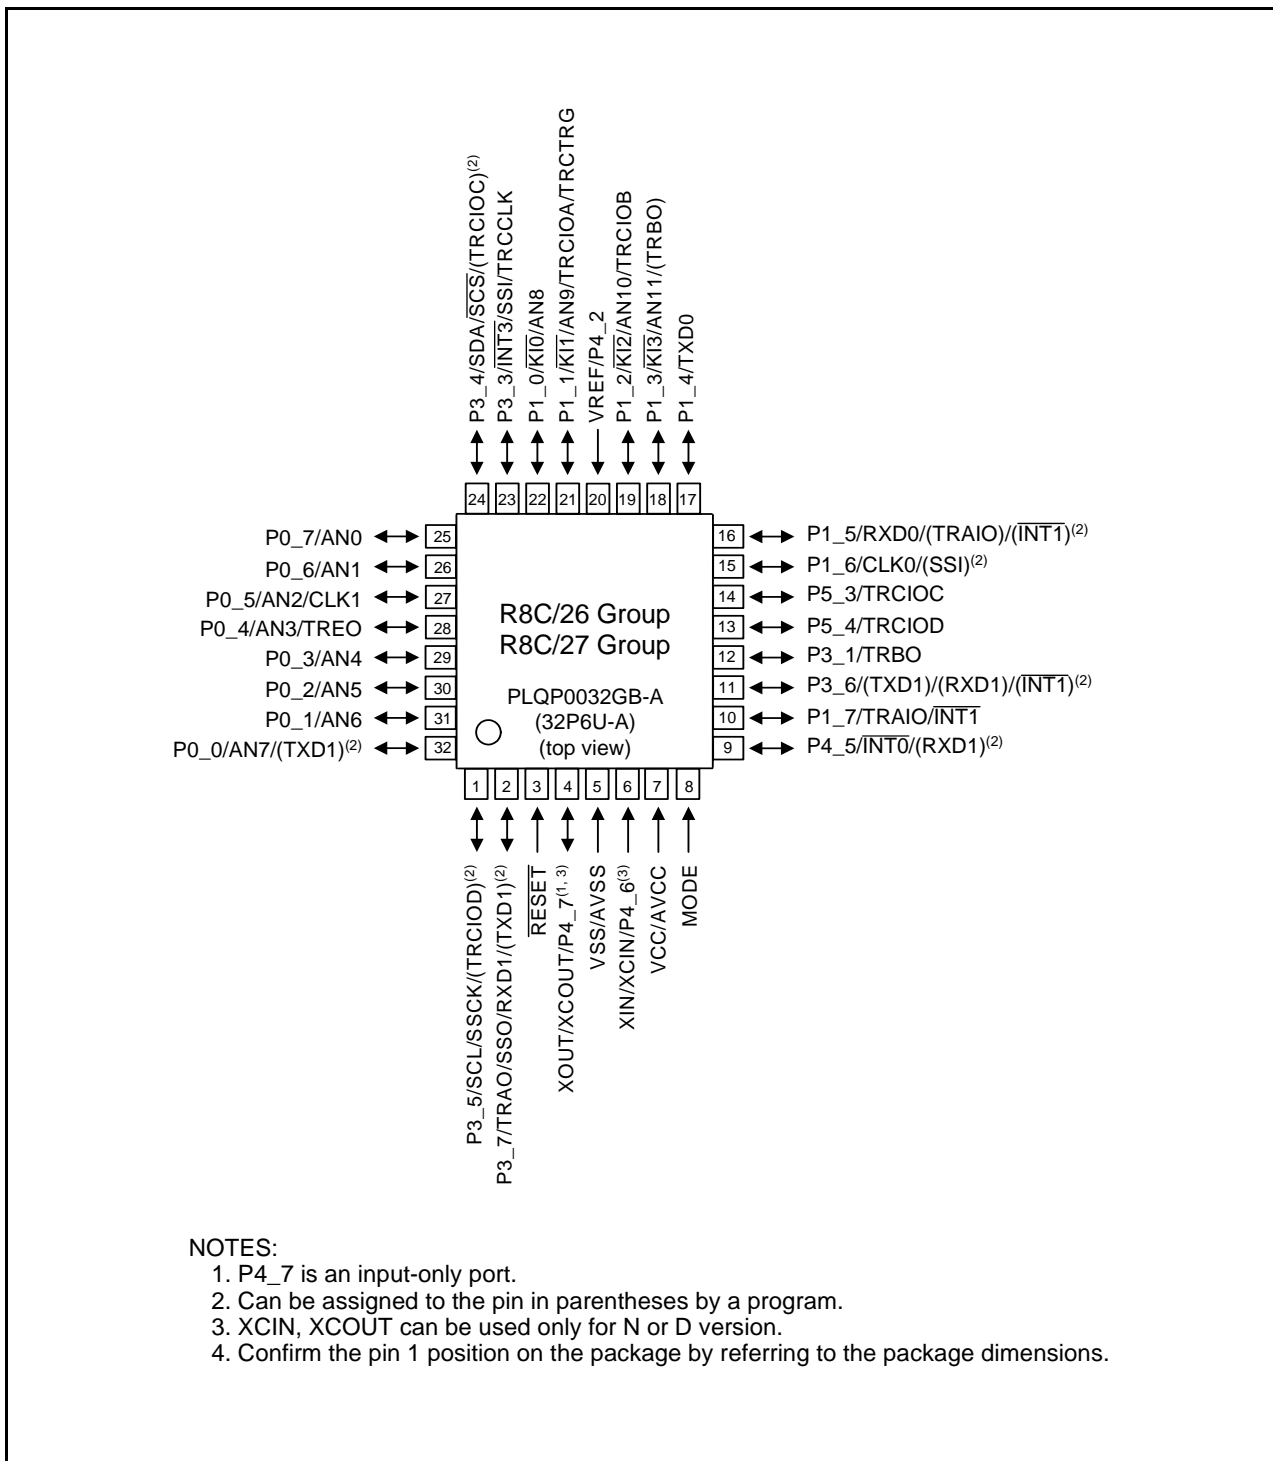 P3_4/SDA/SCS/(TRCIOC)(2)
P3_3/INT3/SSI/TRCCLK
P1_0/KI0/AN8
P1_1/KI1/AN9/TRCIOA/TRCTRG
VREF/P4_2
P1_2/KI2/AN10/TRCIOB
P1_3/KI3/AN11/(TRBO)
P1_4/TXD0
24 23 22 21 20 19 18 17
P0_7/AN0 25
P0_6/AN1 26
P0_5/AN2/CLK1 27
P0_4/AN3/TREO 28
P0_3/AN4 29
P0_2/AN5 30
P0_1/AN6 31
P0_0/AN7/(TXD1)(2) 32
R8C/26 Group
R8C/27 Group
PLQP0032GB-A
(32P6U-A)
(top view)
16 P1_5/RXD0/(TRAIO)/(INT1)(2)
15 P1_6/CLK0/(SSI)(2)
14 P5_3/TRCIOC
13 P5_4/TRCIOD
12 P3_1/TRBO
11 P3_6/(TXD1)/(RXD1)/(INT1)(2)
10 P1_7/TRAIO/INT1
9 P4_5/INT0/(RXD1)(2)
1 2 3 4 5 6 7 8
P3_5/SCL/SSCK/(TRCIOD)(2)
P3_7/TRAO/SSO/RXD1/(TXD1)(2)
RESET
XOUT/XCOUT/P4_7(1, 3)
VSS/AVSS
XIN/XCIN/P4_6(3)
VCC/AVCC
MODE
NOTES:
1. P4_7 is an input-only port.
2. Can be assigned to the pin in parentheses by a program.
3. XCIN, XCOUT can be used only for N or D version.
4. Confirm the pin 1 position on the package by referring to the package dimensions.